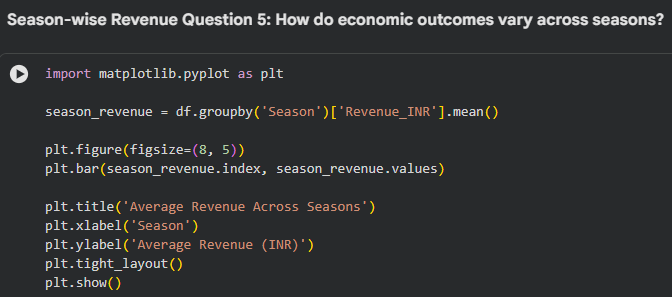 Season-wise Revenue Question 5: How do economic outcomes vary across seasons?
import matplotlib.pyplot as plt
season_revenue = df.groupby('Season')['Revenue_INR'].mean()
plt.figure(figsize=(8, 5))
plt.bar(season_revenue.index, season_revenue.values)
plt.title('Average Revenue Across Seasons')
plt.xlabel('Season')
plt.ylabel('Average Revenue (INR)')
plt.tight_layout()
plt.show()